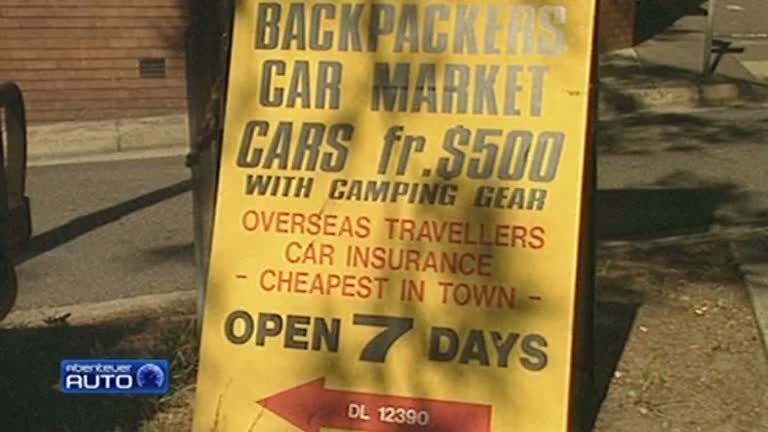 BACKPACKERS
CAR MARKET
CARS fr.$500
WITH CAMPING GEAR
OVERSEAS TRAVELLERS
CAR INSURANCE
- CHEAPEST IN TOWN -
OPEN 7 DAYS
DL 12390
abenteuer
AUTO